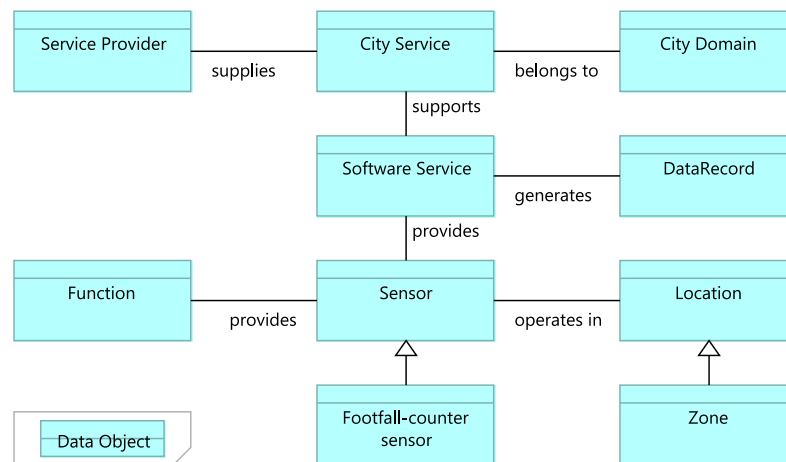 Service Provider
City Service
City Domain
supplies
belongs to
supports
Software Service
DataRecord
generates
provides
Function
Sensor
Location
provides
operates in
Footfall-counter
sensor
Zone
Data Object